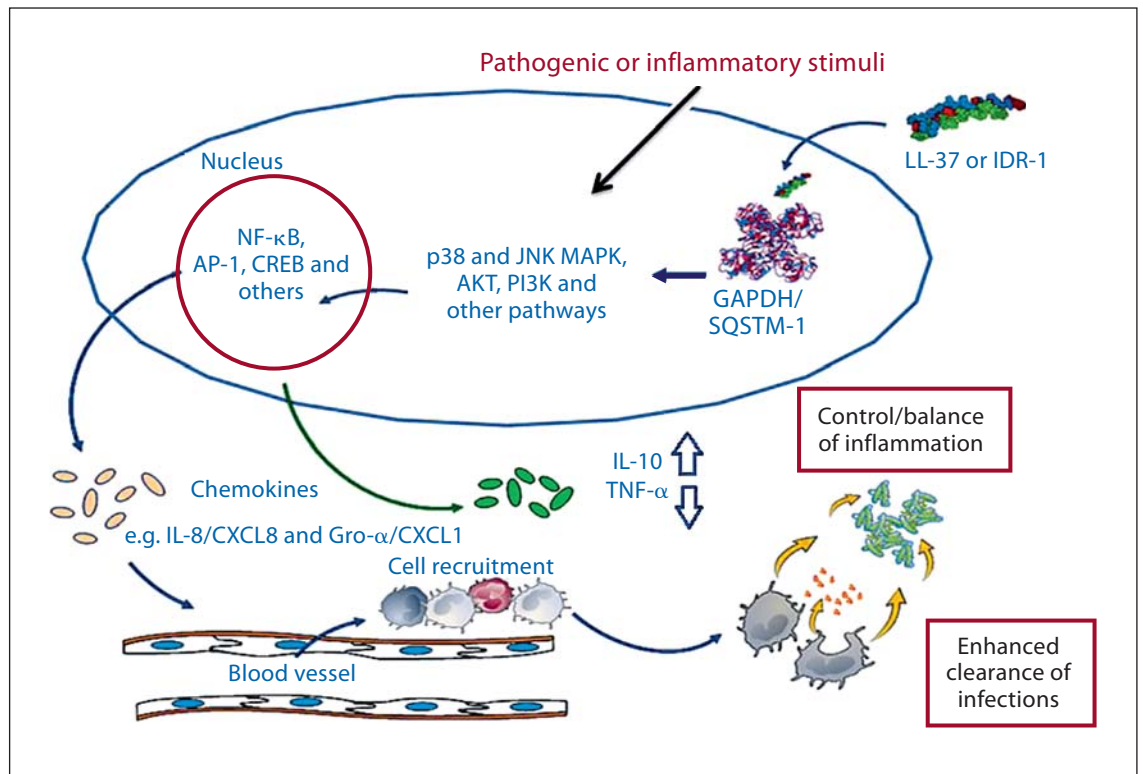 Pathogenic or inflammatory stimuli
LL-37 or IDR-1
Nucleus
NF-κB,
AP-1, CREB and
others
p38 and JNK MAPK,
AKT, PI3K and
other pathways
GAPDH/
SQSTM-1
Control/balance
of inflammation
IL-10
TNF-α
Chemokines
e.g. IL-8/CXCL8 and Gro-α/CXCL1
Cell recruitment
Blood vessel
Enhanced
clearance of
infections